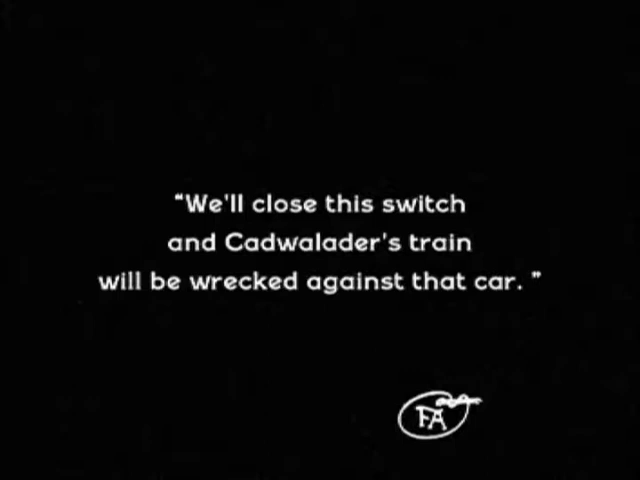 “We'll close this switch
and Cadwalader's train
will be wrecked against that car. ”
FA